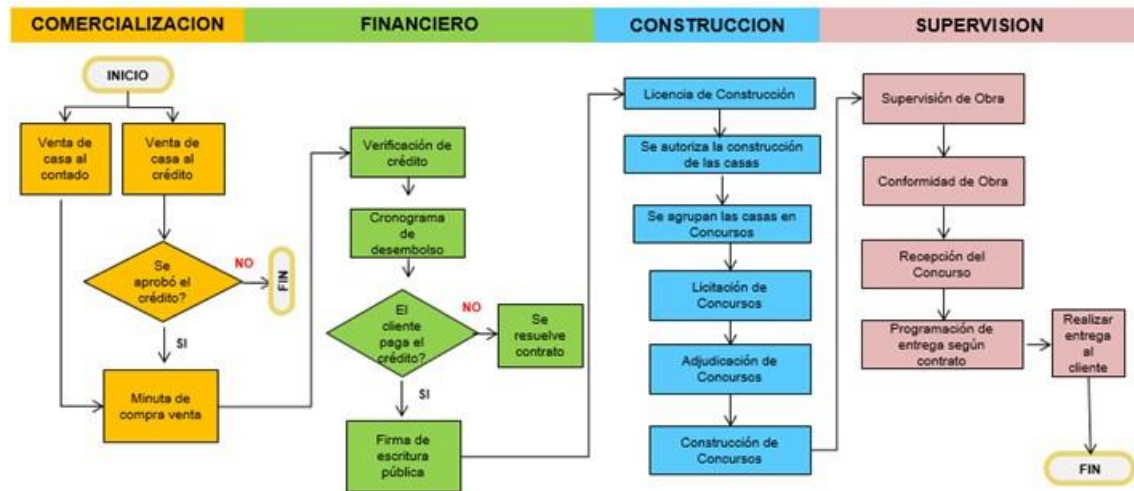 COMERCIALIZACION
FINANCIERO
CONSTRUCCION
SUPERVISION
INICIO
Venta de
casa al
contado
Venta de
casa al
crédito
Se
aprobó el
crédito?
NO
FIN
SI
Minuta de
compra venta
Verificación de
crédito
Cronograma
de
desembolso
El
cliente
paga el
crédito?
NO
Se
resuelve
contrato
SI
Firma de
escritura
pública
Licencia de Construcción
Se autoriza la construcción
de las casas
Se agrupan las casas en
Concursos
Licitación de
Concursos
Adjudicación de
Concursos
Construcción de
Concursos
Supervisión de Obra
Conformidad de Obra
Recepción del
Concurso
Programación de
entrega según
contrato
Realizar
entrega
al
cliente
FIN